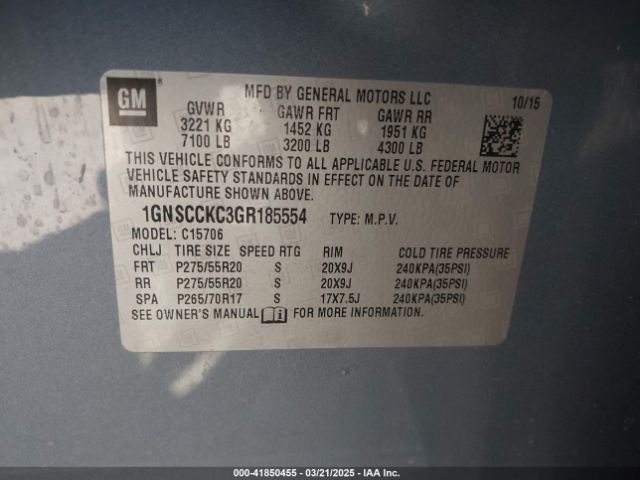 GM ®
MFD BY GENERAL MOTORS LLC 10/15
GVWR GAWR FRT GAWR RR
3221 KG 1452 KG 1951 KG
7100 LB 3200 LB 4300 LB
THIS VEHICLE CONFORMS TO ALL APPLICABLE U.S. FEDERAL MOTOR
VEHICLE SAFETY STANDARDS IN EFFECT ON THE DATE OF
MANUFACTURE SHOWN ABOVE.
1GNSCCKC3GR185554 TYPE: M.P.V.
MODEL: C15706
CHLJ TIRE SIZE SPEED RTG RIM COLD TIRE PRESSURE
FRT P275/55R20 S 20X9J 240KPA(35PSI)
RR P275/55R20 S 20X9J 240KPA(35PSI)
SPA P265/70R17 S 17X7.5J 240KPA(35PSI)
SEE OWNER'S MANUAL i FOR MORE INFORMATION.
000-41850455 - 03/21/2025 - IAA Inc.